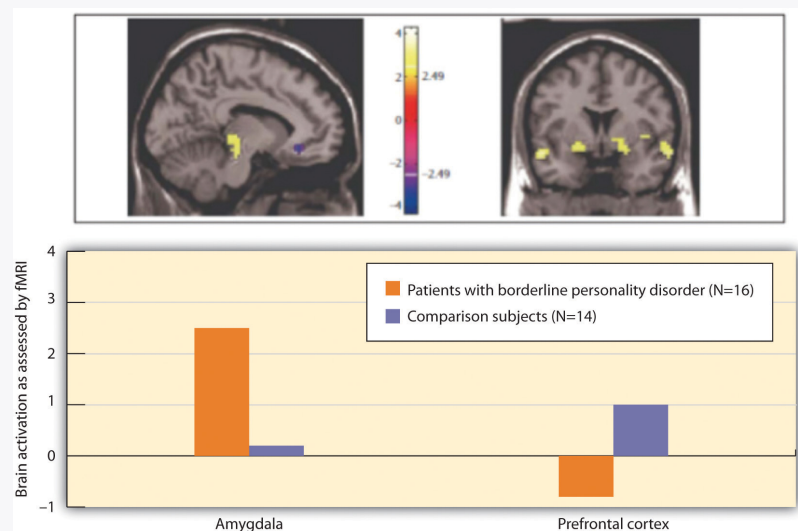 4
2
2.49
0
−2
−2.49
−4
Brain activation as assessed by fMRI
4
3
2
1
0
−1
Patients with borderline personality disorder (N=16)
Comparison subjects (N=14)
Amygdala
Prefrontal cortex